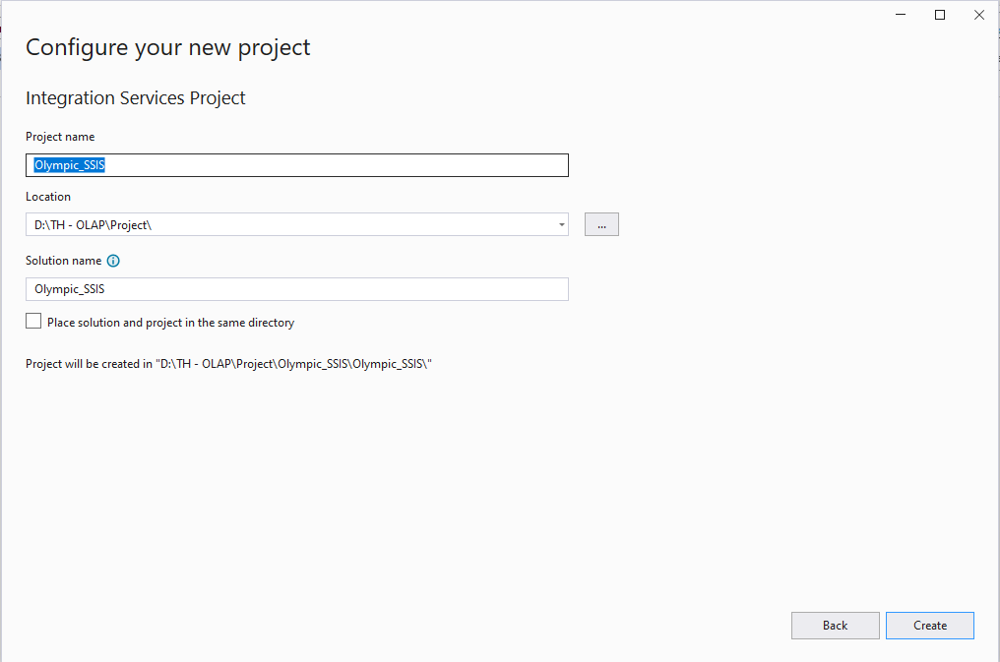 Configure your new project
Integration Services Project
Project name
Olympic_SSIS
Location
D:\TH - OLAP\Project\
...
Solution name
Olympic_SSIS
Place solution and project in the same directory
Project will be created in "D:\TH - OLAP\Project\Olympic_SSIS\Olympic_SSIS\"
Back
Create